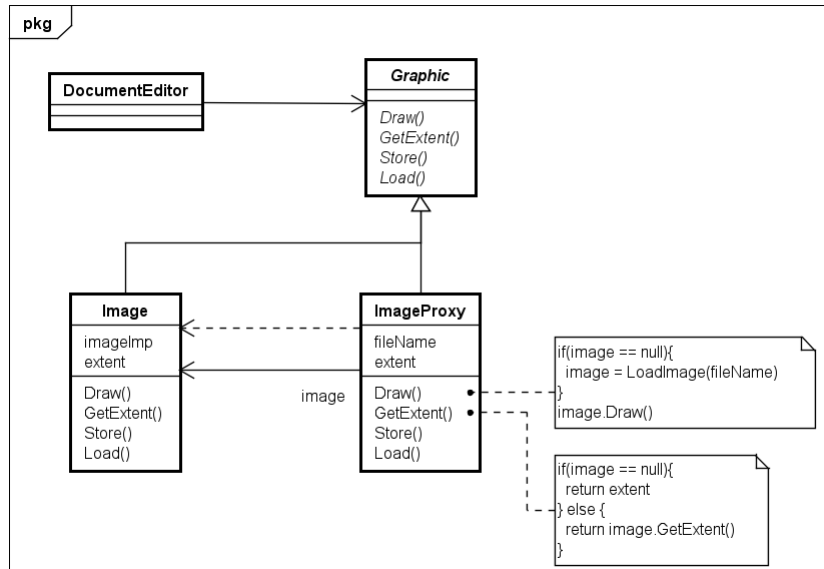 pkg
DocumentEditor
Graphic
Draw()
GetExtent()
Store()
Load()
Image
imageImp
extent
Draw()
GetExtent()
Store()
Load()
image
ImageProxy
fileName
extent
Draw()
GetExtent()
Store()
Load()
if(image == null){
image = LoadImage(fileName)
}
image.Draw()
if(image == null){
return extent
} else {
return image.GetExtent()
}